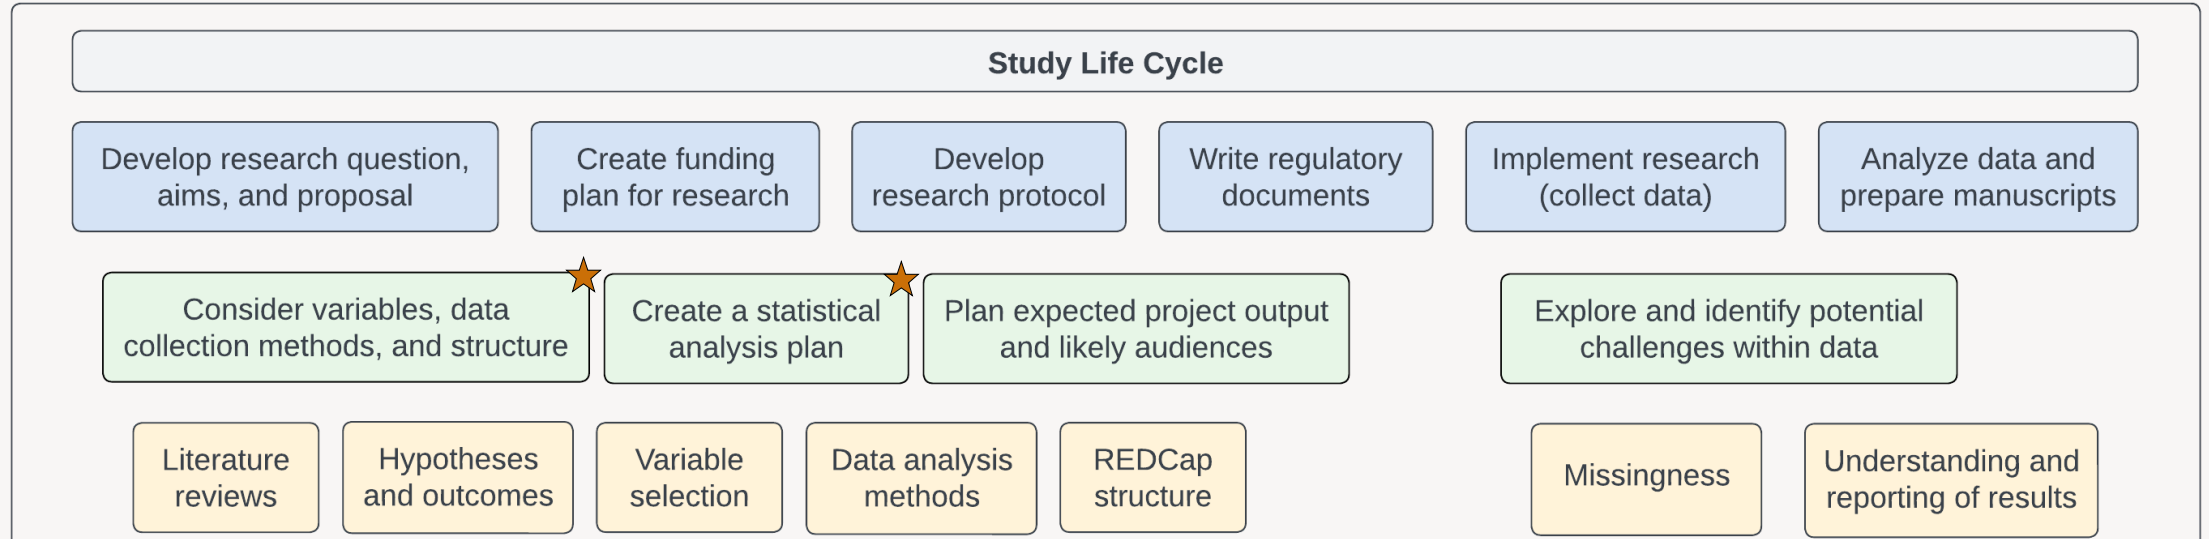 Study Life Cycle
Develop research question,
aims, and proposal
Create funding
plan for research
Develop
research protocol
Write regulatory
documents
Implement research
(collect data)
Analyze data and
prepare manuscripts
Consider variables, data
collection methods, and structure
Create a statistical
analysis plan
Plan expected project output
and likely audiences
Explore and identify potential
challenges within data
Literature
reviews
Hypotheses
and outcomes
Variable
selection
Data analysis
methods
REDCap
structure
Missingness
Understanding and
reporting of results